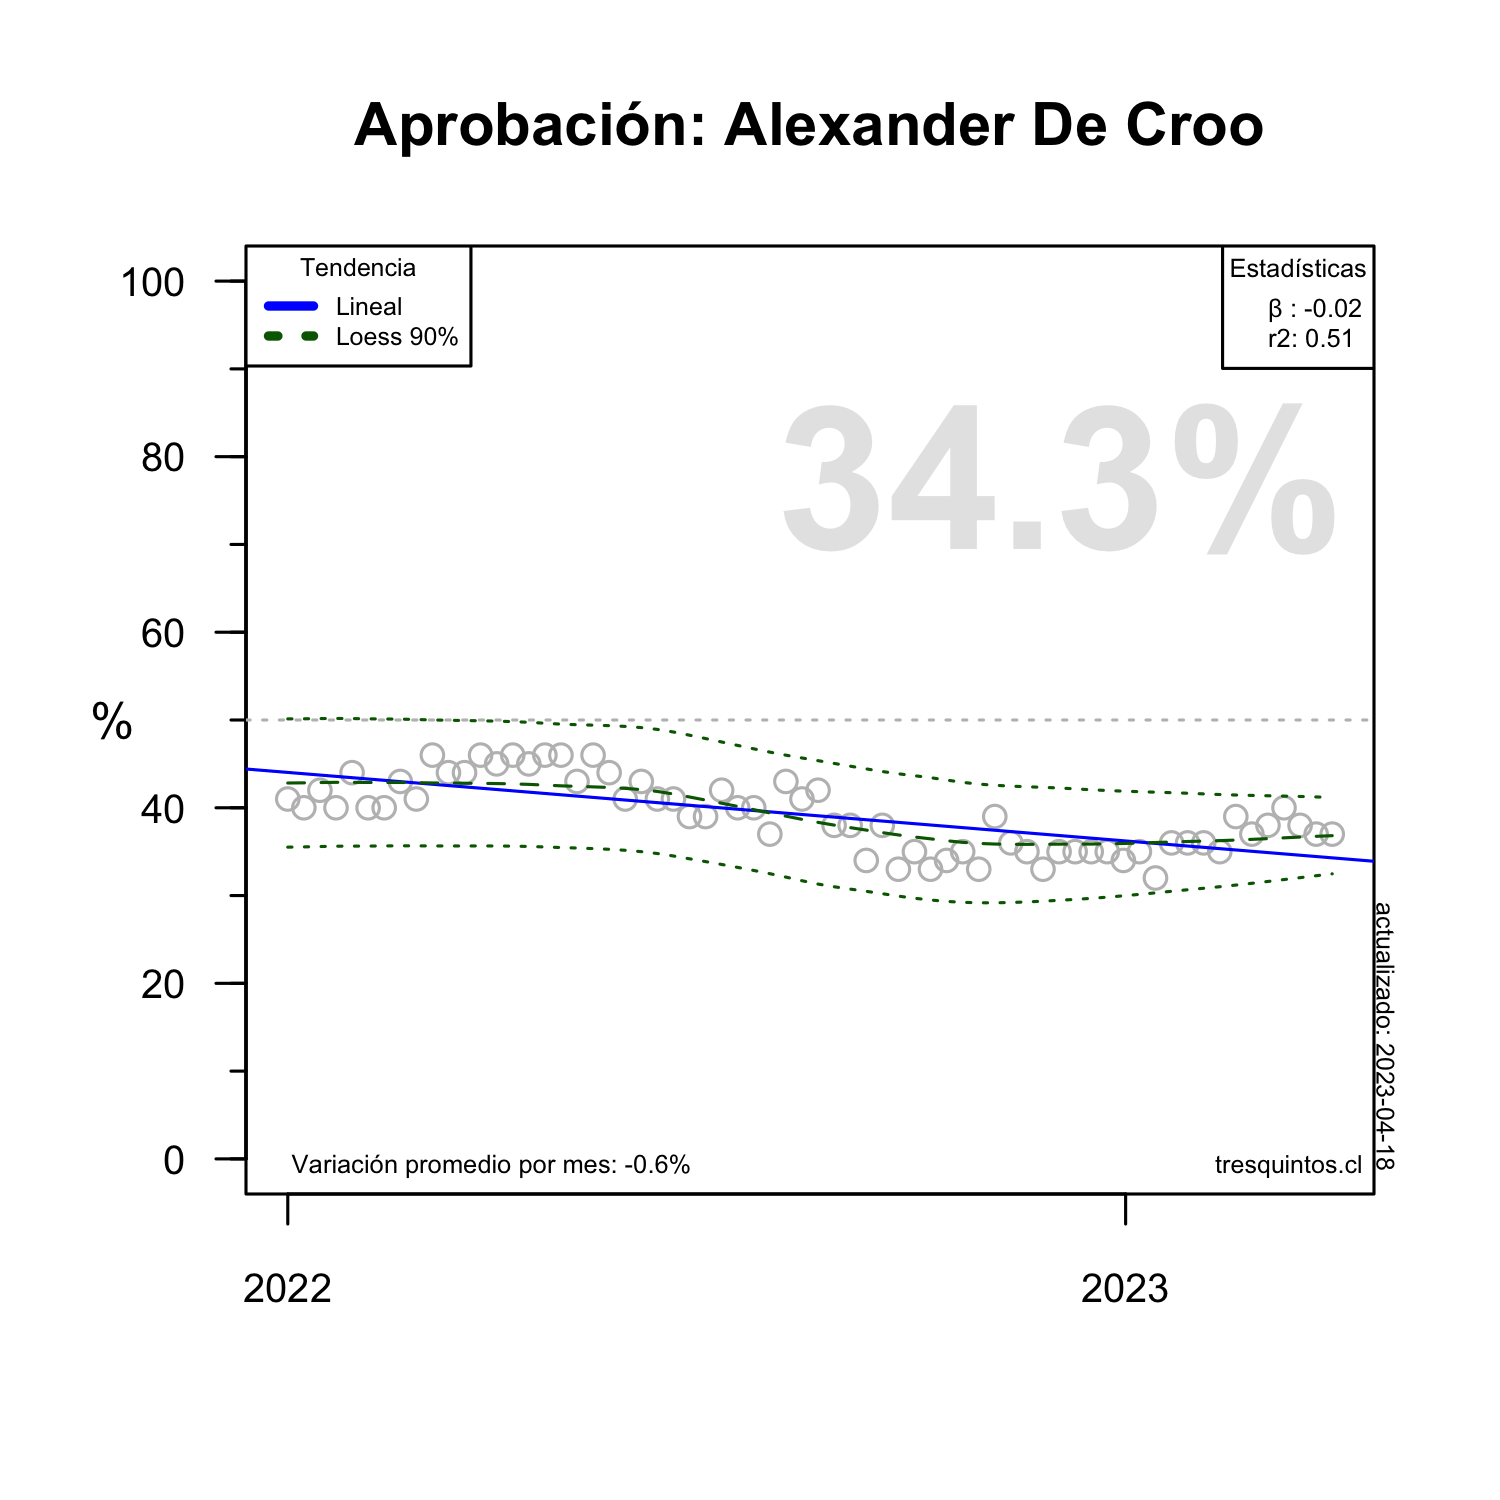 Aprobación: Alexander De Croo
Tendencia
Lineal
Loess 90%
Estadísticas
β : -0.02
r2: 0.51
34.3%
100
80
60
40
20
0
%
actualizado: 2023-04-18
Variación promedio por mes: -0.6%
tresquintos.cl
2022
2023